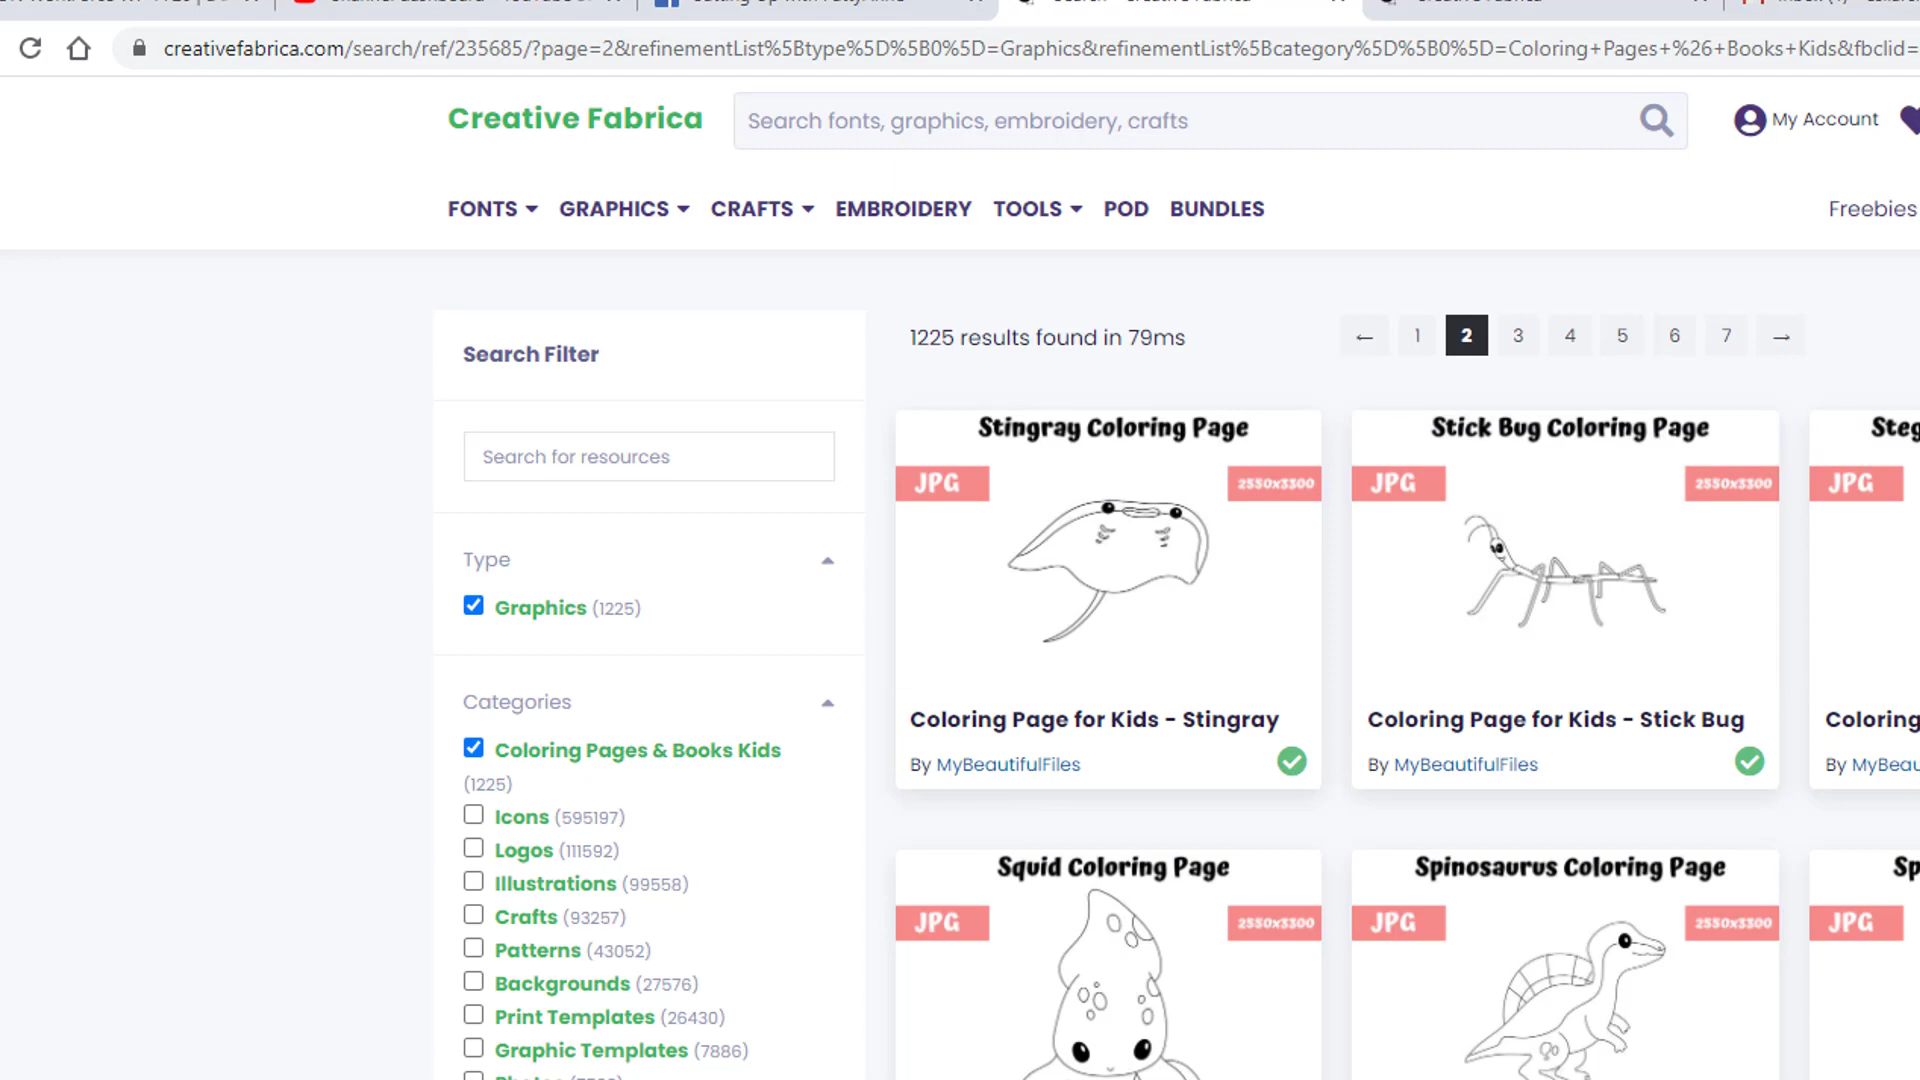 creativefabrica.com/search/ref/235685/?page=2&refinementList%5Btype%5D%5B0%5D=Graphics&refinementList%5Bcategory%5D%5B0%5D=Coloring+Pages+%26+Books+Kids&fbclid=
Creative Fabrica
Search fonts, graphics, embroidery, crafts
My Account
FONTS GRAPHICS CRAFTS EMBROIDERY TOOLS POD BUNDLES
Freebies
Search Filter
1225 results found in 79ms
← 1 2 3 4 5 6 7 →
Search for resources
Type
Graphics (1225)
Categories
Coloring Pages & Books Kids
(1225)
Icons (595197)
Logos (111592)
Illustrations (99558)
Crafts (93257)
Patterns (43052)
Backgrounds (27576)
Print Templates (26430)
Graphic Templates (7886)
Stingray Coloring Page
JPG
2550x3300
Coloring Page for Kids - Stingray
By MyBeautifulFiles
Stick Bug Coloring Page
JPG
2550x3300
Coloring Page for Kids - Stick Bug
By MyBeautifulFiles
Steg
JPG
Coloring
By MyBeau
Squid Coloring Page
JPG
2550x3300
Spinosaurus Coloring Page
JPG
2550x3300
Sp
JPG